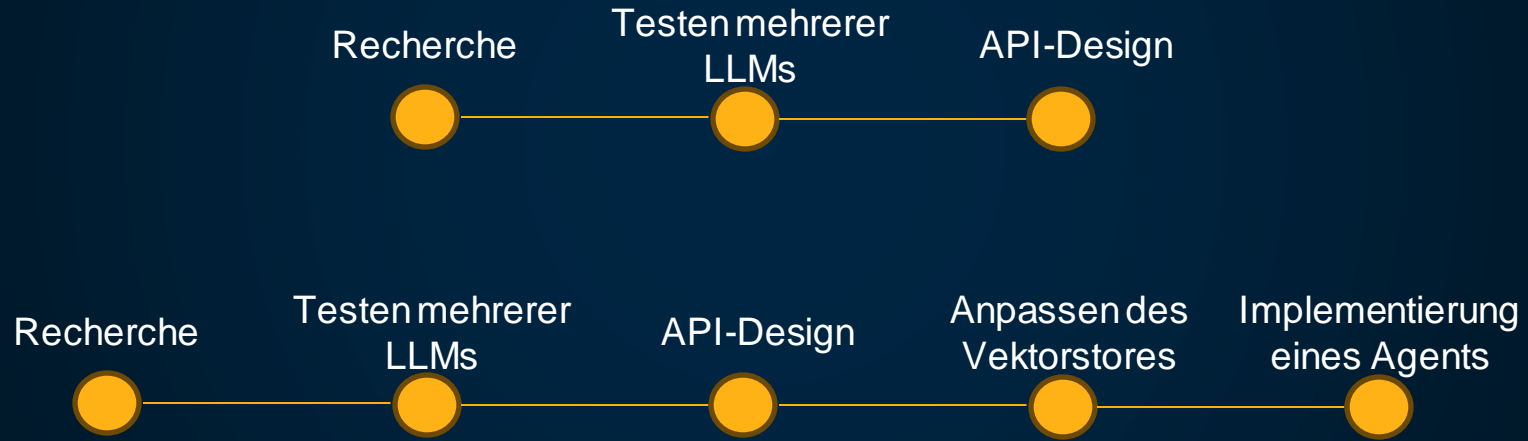 Recherche
Testen mehrerer
LLMs
API-Design
Recherche
Testen mehrerer
LLMs
API-Design
Anpassen des
Vektorstores
Implementierung
eines Agents